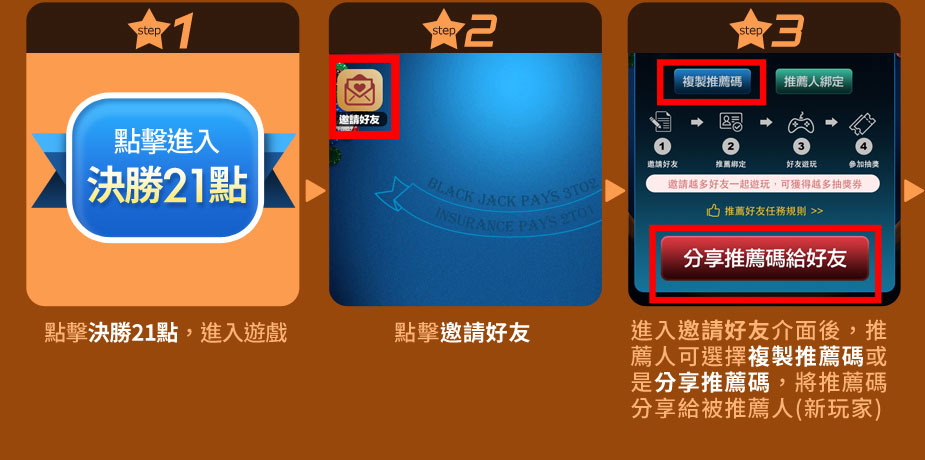 step 1
點擊進入
決勝21點
點擊決勝21點，進入遊戲
step 2
邀請好友
BLACK JACK PAYS 3TO2
INSURANCE PAYS 2TO1
點擊邀請好友
step 3
複製推薦碼
推薦人綁定
1 2 3 4
邀請好友 推薦綁定 好友遊玩 參加抽獎
邀請越多好友一起遊玩，可獲得越多抽獎券
推薦好友任務規則 >>
分享推薦碼給好友
進入邀請好友介面後，推
薦人可選擇複製推薦碼或
是分享推薦碼，將推薦碼
分享給被推薦人(新玩家)